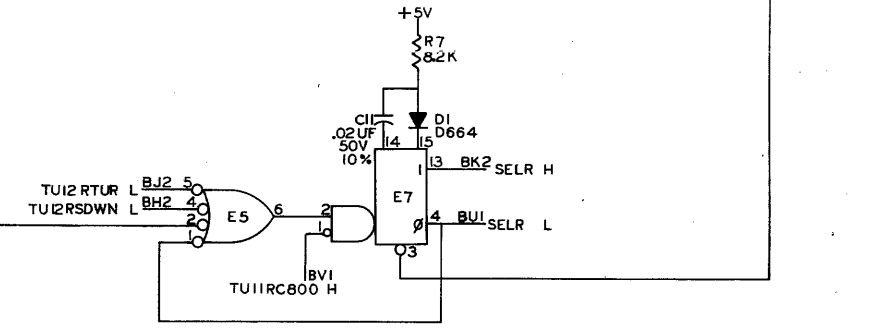 +5V
R7
8.2K
C11
.02UF
50V
10%
D1
D664
14 15
13 BK2 SELR H
1
E7
TU12RTUR L BJ2 5
TU12RSDWN L BH2 4
2
1
E5 6
2
1
Ø 4 BU1 SELR L
3
BV1
TU11RC800 H